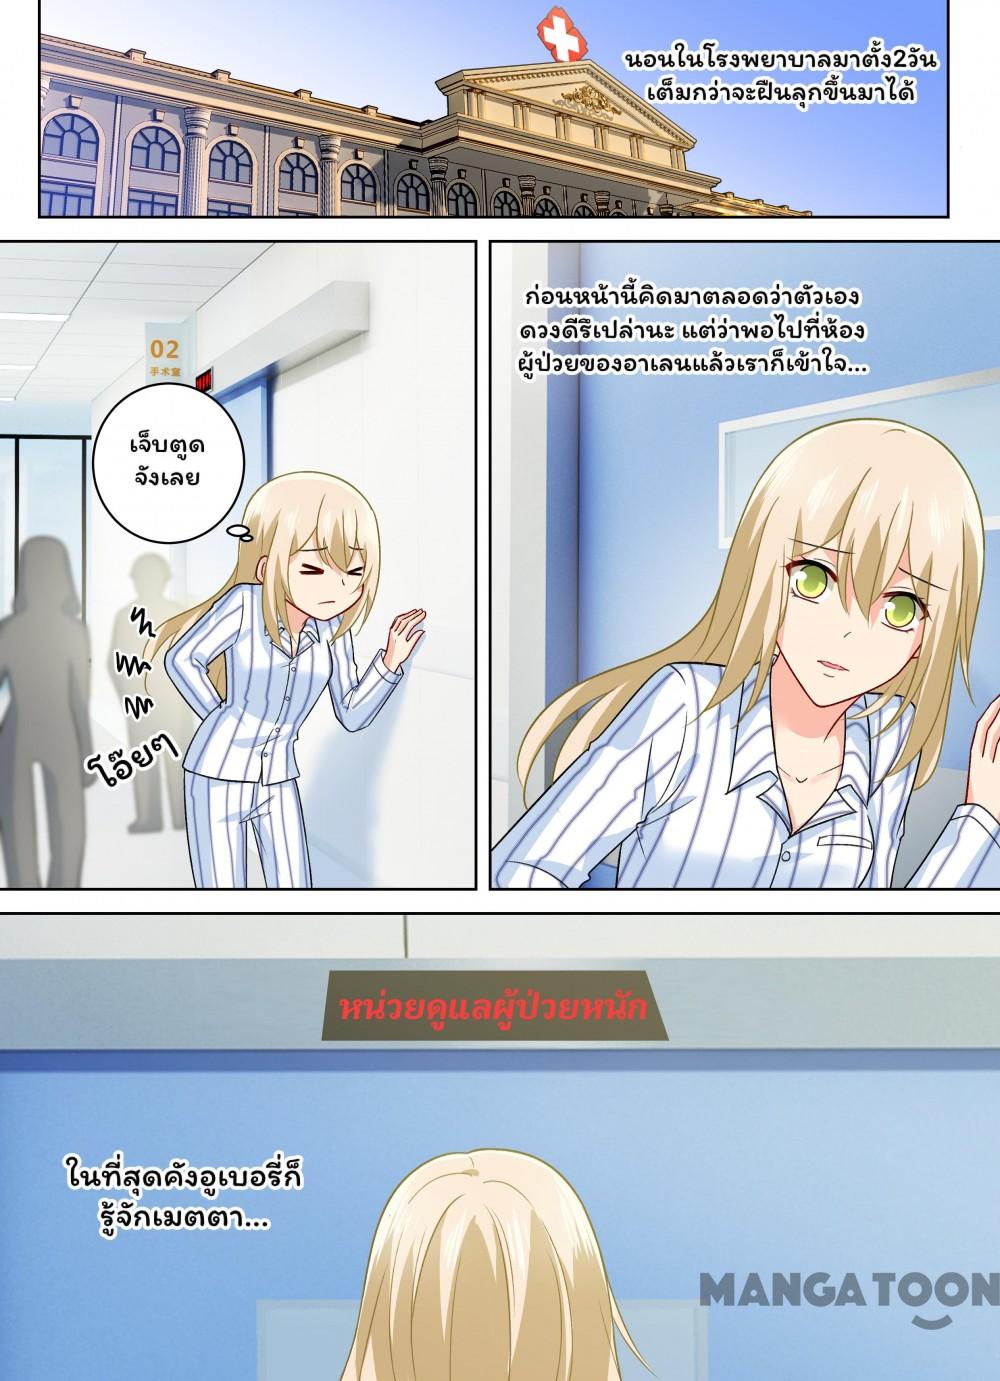 นอนในโรงพยาบาลมาตั้ง2วัน
เต็มกว่าจะฝืนลุกขึ้นมาได้
02
手术室
เจ็บตูด
จังเลย
โอ๊ยๆ
ก่อนหน้านี้คิดมาตลอดว่าตัวเอง
ดวงดีรึเปล่านะ แต่ว่าพอไปที่ห้อง
ผู้ป่วยของอาเลนแล้วเราก็เข้าใจ...
หน่วยดูแลผู้ป่วยหนัก
ในที่สุดคังอูเบอรี่ก็
รู้จักเมตตา...
MANGATOON